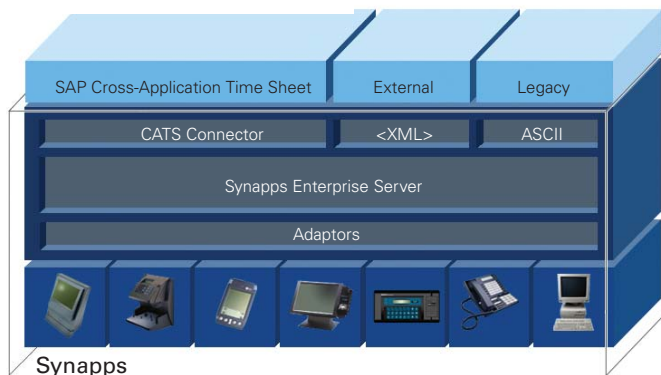 SAP Cross-Application Time Sheet External Legacy
CATS Connector <XML> ASCII
Synapps Enterprise Server
Adaptors
Synapps